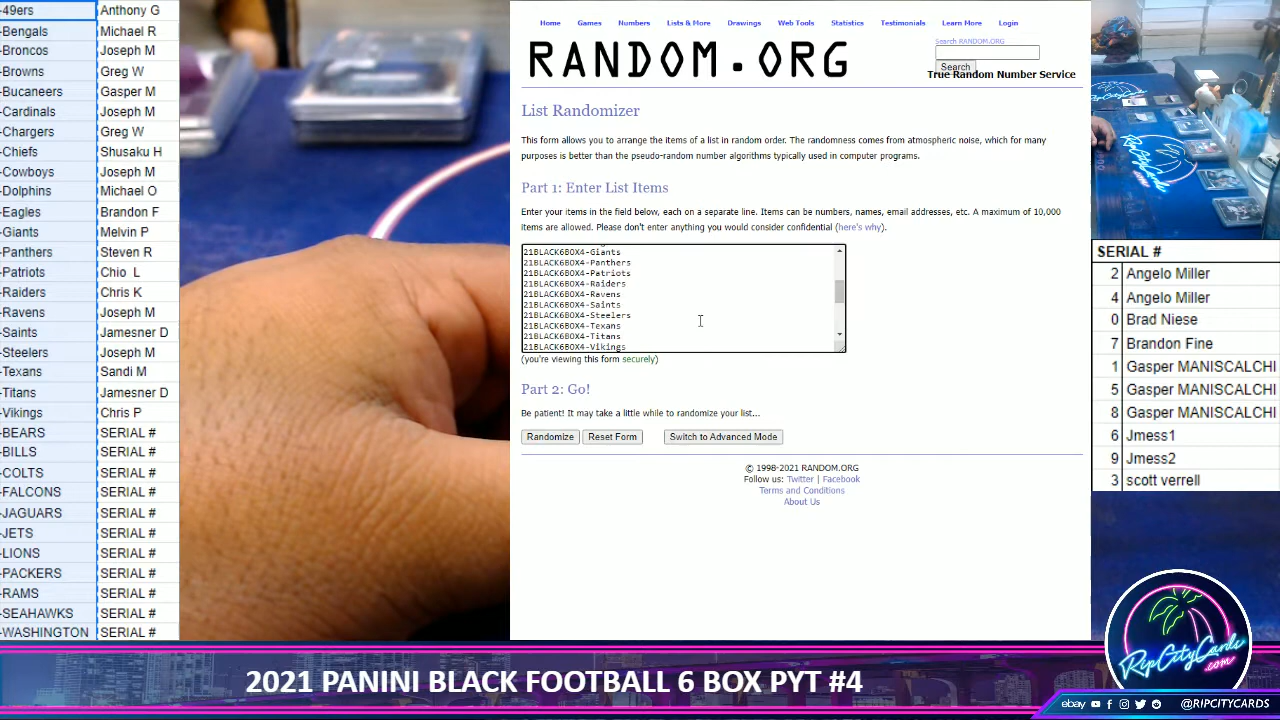 -49ers Anthony G
-Bengals Michael R
-Broncos Joseph M
-Browns Greg W
-Bucaneers Gasper M
-Cardinals Joseph M
-Chargers Greg W
-Chiefs Shusaku H
-Cowboys Joseph M
-Dolphins Michael O
-Eagles Brandon F
-Giants Melvin P
-Panthers Steven R
-Patriots Chio L
-Raiders Chris K
-Ravens Joseph M
-Saints Jamesner D
-Steelers Joseph M
-Texans Sandi M
-Titans Jamesner D
-Vikings Chris P
-BEARS SERIAL #
-BILLS SERIAL #
-COLTS SERIAL #
-FALCONS SERIAL #
-JAGUARS SERIAL #
-JETS SERIAL #
-LIONS SERIAL #
-PACKERS SERIAL #
-RAMS SERIAL #
-SEAHAWKS SERIAL #
-WASHINGTON SERIAL #
Home Games Numbers Lists & More Drawings Web Tools Statistics Testimonials Learn More Login
RANDOM.ORG
Search RANDOM.ORG
Search
True Random Number Service
List Randomizer
This form allows you to arrange the items of a list in random order. The randomness comes from atmospheric noise, which for many
purposes is better than the pseudo-random number algorithms typically used in computer programs.
Part 1: Enter List Items
Enter your items in the field below, each on a separate line. Items can be numbers, names, email addresses, etc. A maximum of 10,000
items are allowed. Please don't enter anything you would consider confidential (here's why).
21BLACK6BOX4-Giants
21BLACK6BOX4-Panthers
21BLACK6BOX4-Patriots
21BLACK6BOX4-Raiders
21BLACK6BOX4-Ravens
21BLACK6BOX4-Saints
21BLACK6BOX4-Steelers
21BLACK6BOX4-Texans
21BLACK6BOX4-Titans
21BLACK6BOX4-Vikings
(you're viewing this form securely)
Part 2: Go!
Be patient! It may take a little while to randomize your list...
Randomize Reset Form Switch to Advanced Mode
© 1998-2021 RANDOM.ORG
Follow us: Twitter | Facebook
Terms and Conditions
About Us
SERIAL #
2 Angelo Miller
4 Angelo Miller
0 Brad Niese
7 Brandon Fine
1 Gasper MANISCALCHI
5 Gasper MANISCALCHI
8 Gasper MANISCALCHI
6 Jmess1
9 Jmess2
3 scott verrell
2021 PANINI BLACK FOOTBALL 6 BOX PYT #4
RipCityCards
.com
ebay @RIPCITYCARDS